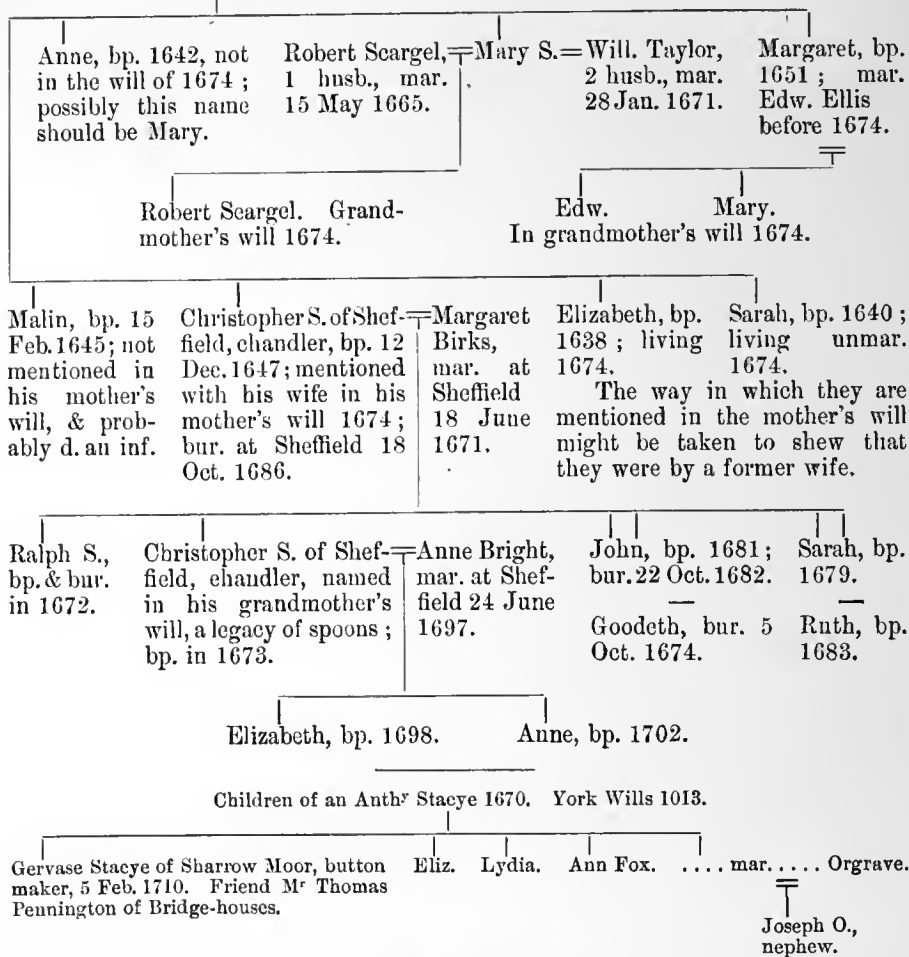 Anne, bp. 1642, not
in the will of 1674 ;
possibly this name
should be Mary.
Robert Scargel, = Mary S. = Will. Taylor,
1 husb., mar.
15 May 1665.
2 husb., mar.
28 Jan. 1671.
Margaret, bp.
1651 ; mar.
Edw. Ellis
before 1674.
Robert Scargel. Grand-
mother's will 1674.
Edw. Mary.
In grandmother's will 1674.
Malin, bp. 15
Feb. 1645; not
mentioned in
his mother's
will, & prob-
ably d. an inf.
Christopher S. of Shef-
field, chandler, bp. 12
Dec. 1647; mentioned
with his wife in his
mother's will 1674;
bur. at Sheffield 18
Oct. 1686.
= Margaret
Birks,
mar. at
Sheffield
18 June
1671.
Elizabeth, bp.
1638 ; living
1674.
Sarah, bp. 1640 ;
living unmar.
1674.
The way in which they are
mentioned in the mother's will
might be taken to shew that
they were by a former wife.
Ralph S.,
bp. & bur.
in 1672.
Christopher S. of Shef-
field, chandler, named
in his grandmother's
will, a legacy of spoons ;
bp. in 1673.
= Anne Bright,
mar. at Shef-
field 24 June
1697.
John, bp. 1681;
bur. 22 Oct. 1682.
—
Goodeth, bur. 5
Oct. 1674.
Sarah, bp.
1679.
—
Ruth, bp.
1683.
Elizabeth, bp. 1698. Anne, bp. 1702.
Children of an Anthʸ Stacye 1670. York Wills 1013.
Gervase Stacye of Sharrow Moor, button
maker, 5 Feb. 1710. Friend Mʳ Thomas
Pennington of Bridge-houses.
Eliz. Lydia. Ann Fox. .... mar..... Orgrave.
Joseph O.,
nephew.